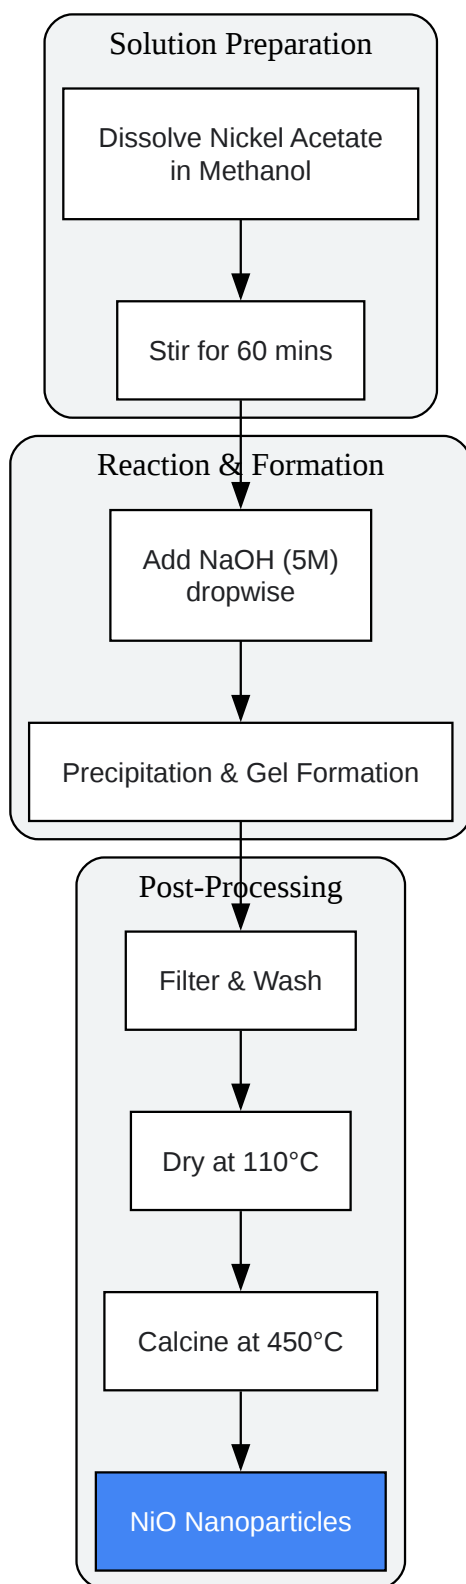 Solution Preparation
Dissolve Nickel Acetate
in Methanol
Stir for 60 mins
Reaction & Formation
Add NaOH (5M)
dropwise
Precipitation & Gel Formation
Post-Processing
Filter & Wash
Dry at 110°C
Calcine at 450°C
NiO Nanoparticles